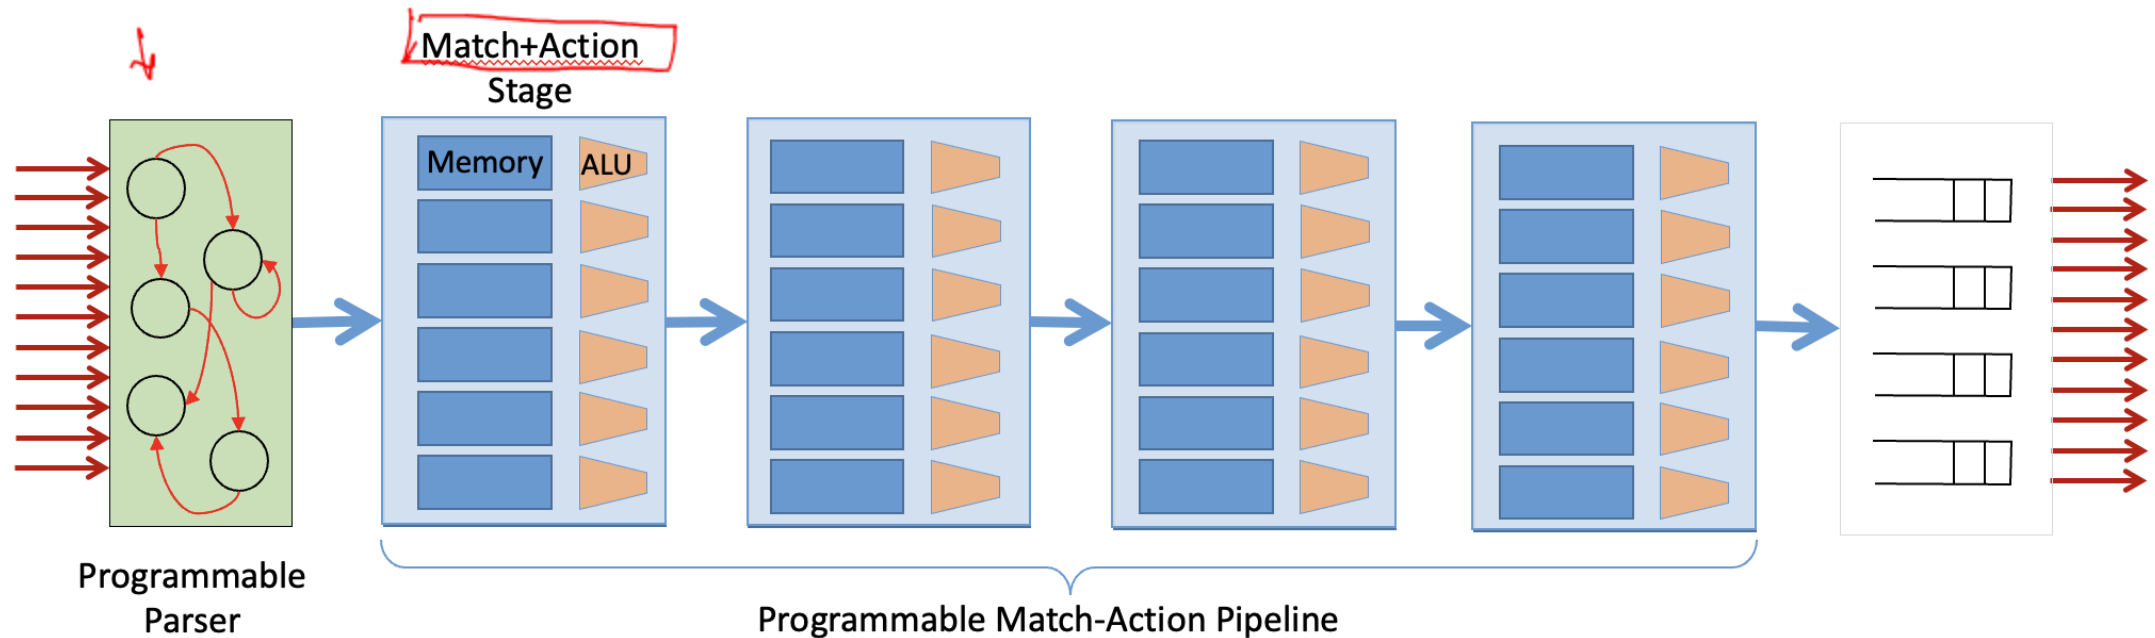 Match+Action
Stage
Memory
ALU
Programmable
Parser
Programmable Match-Action Pipeline